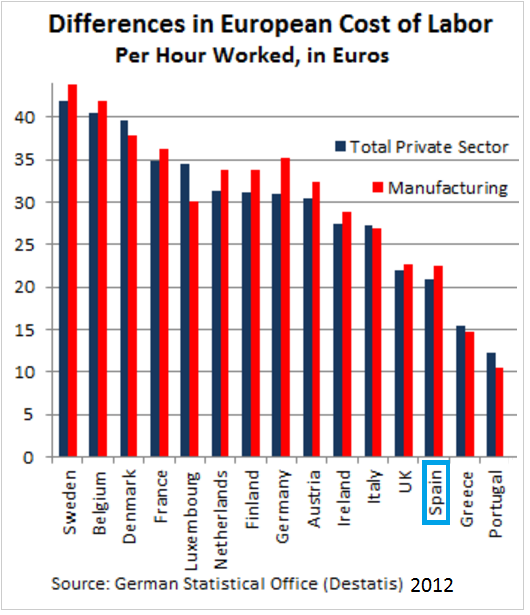 Differences in European Cost of Labor
Per Hour Worked, in Euros
40
35
30
25
20
15
10
5
0
Total Private Sector
Manufacturing
Sweden
Belgium
Denmark
France
Luxembourg
Netherlands
Finland
Germany
Austria
Ireland
Italy
UK
Spain
Greece
Portugal
Source: German Statistical Office (Destatis) 2012